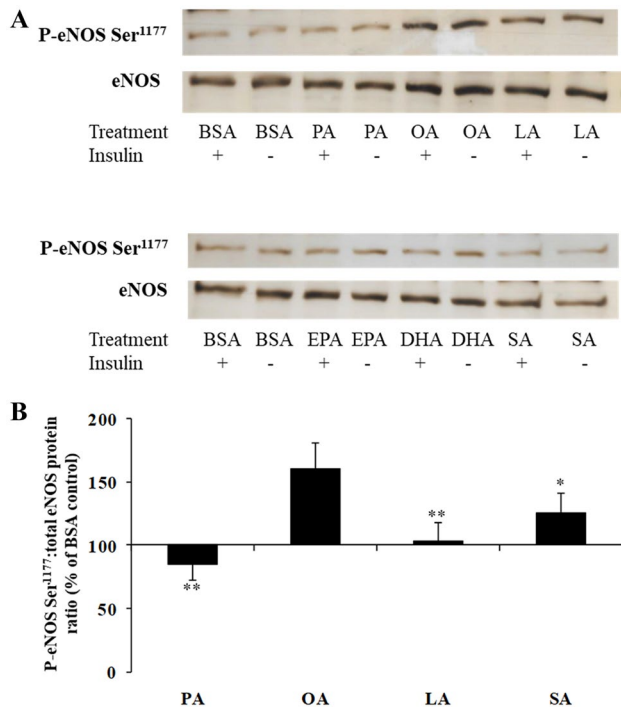 A
P-eNOS Ser1177
eNOS
Treatment BSA BSA PA PA OA OA LA LA
Insulin + - + - + - + -
P-eNOS Ser1177
eNOS
Treatment BSA BSA EPA EPA DHA DHA SA SA
Insulin + - + - + - + -
B
P-eNOS Ser1177:total eNOS protein
ratio (% of BSA control)
200
150
100
50
0
**
**
*
PA OA LA SA